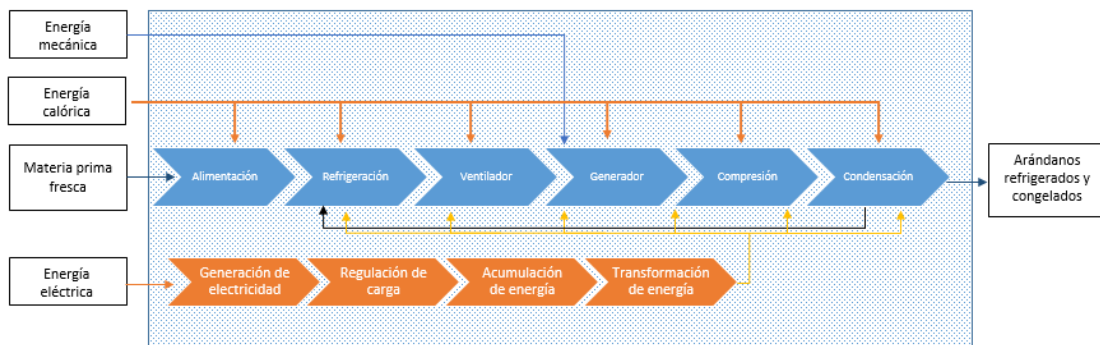 Energía
mecánica
Energía
calórica
Materia prima
fresca
Alimentación
Refrigeración
Ventilador
Generador
Compresión
Condensación
Arándanos
refrigerados y
congelados
Energía
eléctrica
Generación de
electricidad
Regulación de
carga
Acumulación
de energía
Transformación
de energía